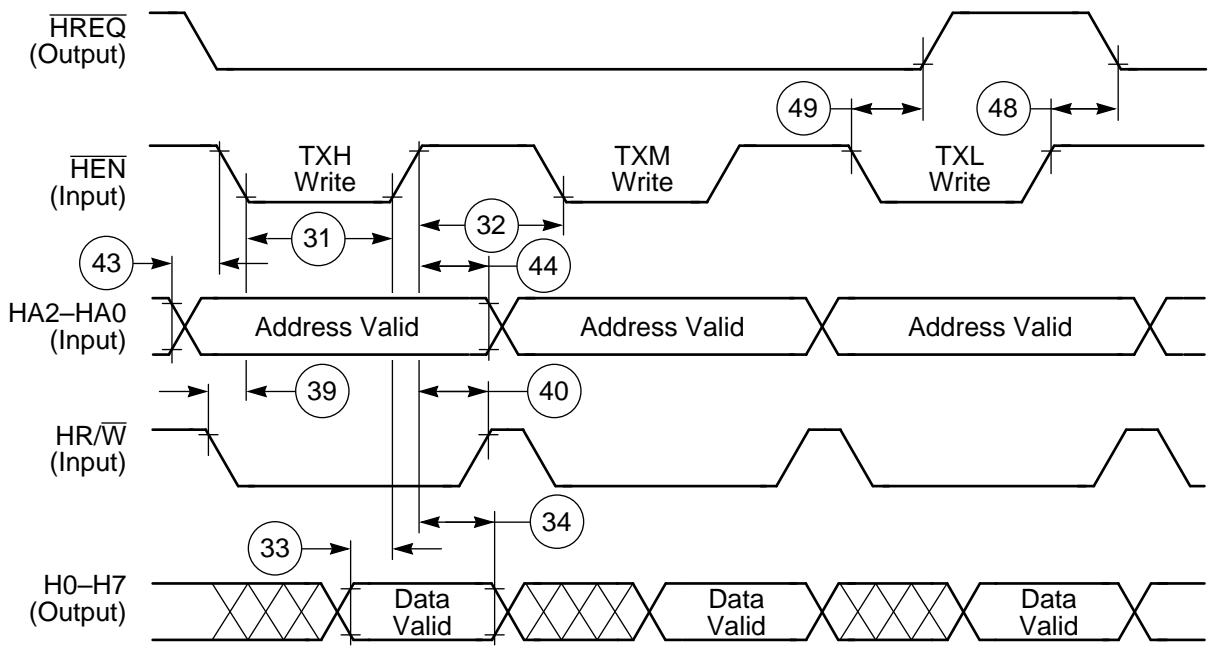 HREQ
(Output)
49
48
HEN
(Input)
TXH
Write
TXM
Write
TXL
Write
31
32
43
44
HA2–HA0
(Input)
Address Valid
Address Valid
Address Valid
39
40
HR/W
(Input)
33
34
H0–H7
(Output)
Data
Valid
Data
Valid
Data
Valid